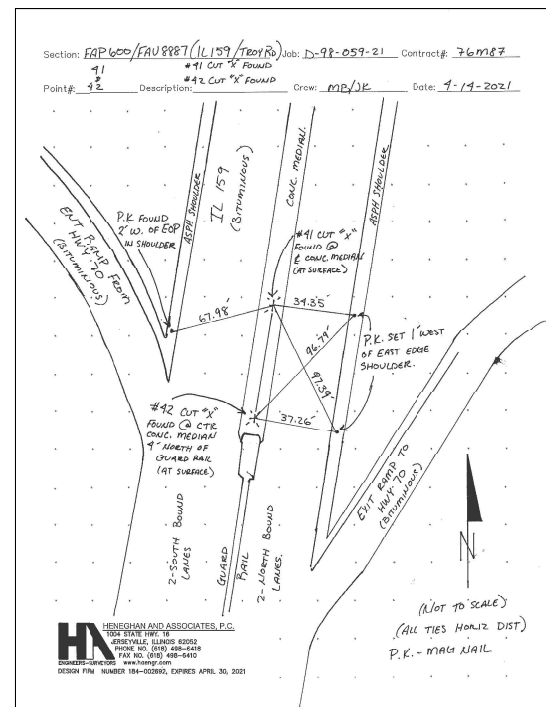 Section: FAP 600/FAU 8887 (IL 159/TROY RD) Job: D-98-059-21 Contract#: 76M87
41 #41 CUT "X" FOUND
& #42 CUT "X" FOUND
Point#: 42 Description: Crew: MB/JK Date: 4-14-2021
ASPH SHOULDER
IL 159
(BITUMINOUS)
CONC. MEDIAN.
ASPH SHOULDER
ENT RAMP FROM
HWY 70
(BITUMINOUS)
P.K FOUND
2' W. OF EOP
IN SHOULDER
#41 CUT "X"
FOUND @
℄ CONC. MEDIAN
(AT SURFACE)
67.98'
34.35
96.79'
97.39'
37.26'
P.K. SET 1' WEST
OF EAST EDGE
SHOULDER.
#42 CUT "X"
FOUND @ CTR
CONC. MEDIAN
4' NORTH OF
GUARD RAIL
(AT SURFACE)
EXIT RAMP TO
HWY. 70
(BITUMINOUS)
2-SOUTH BOUND
LANES
GUARD
RAIL
2-NORTH BOUND
LANES.
N
(NOT TO SCALE)
(ALL TIES HORIZ DIST)
P.K. - MAG NAIL
HA
ENGINEERS-SURVEYORS
HENEGHAN AND ASSOCIATES, P.C.
1004 STATE HWY. 16
JERSEYVILLE, ILLINOIS 62052
PHONE NO. (618) 498-6418
FAX NO. (618) 498-6410
www.haengr.com
DESIGN FIRM NUMBER 184-002692, EXPIRES APRIL 30, 2021